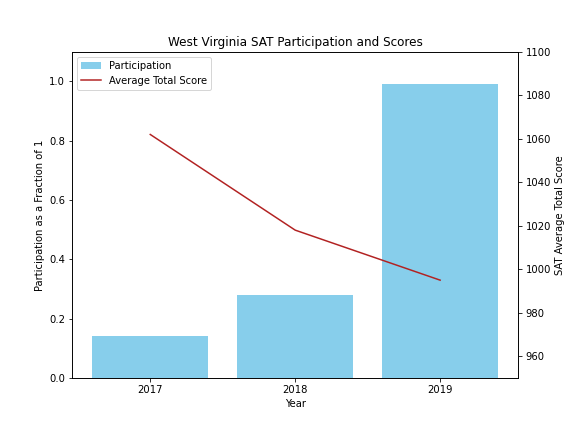 West Virginia SAT Participation and Scores
Participation
Average Total Score
Participation as a Fraction of 1
1.0
0.8
0.6
0.4
0.2
0.0
SAT Average Total Score
1100
1080
1060
1040
1020
1000
980
960
2017
2018
2019
Year